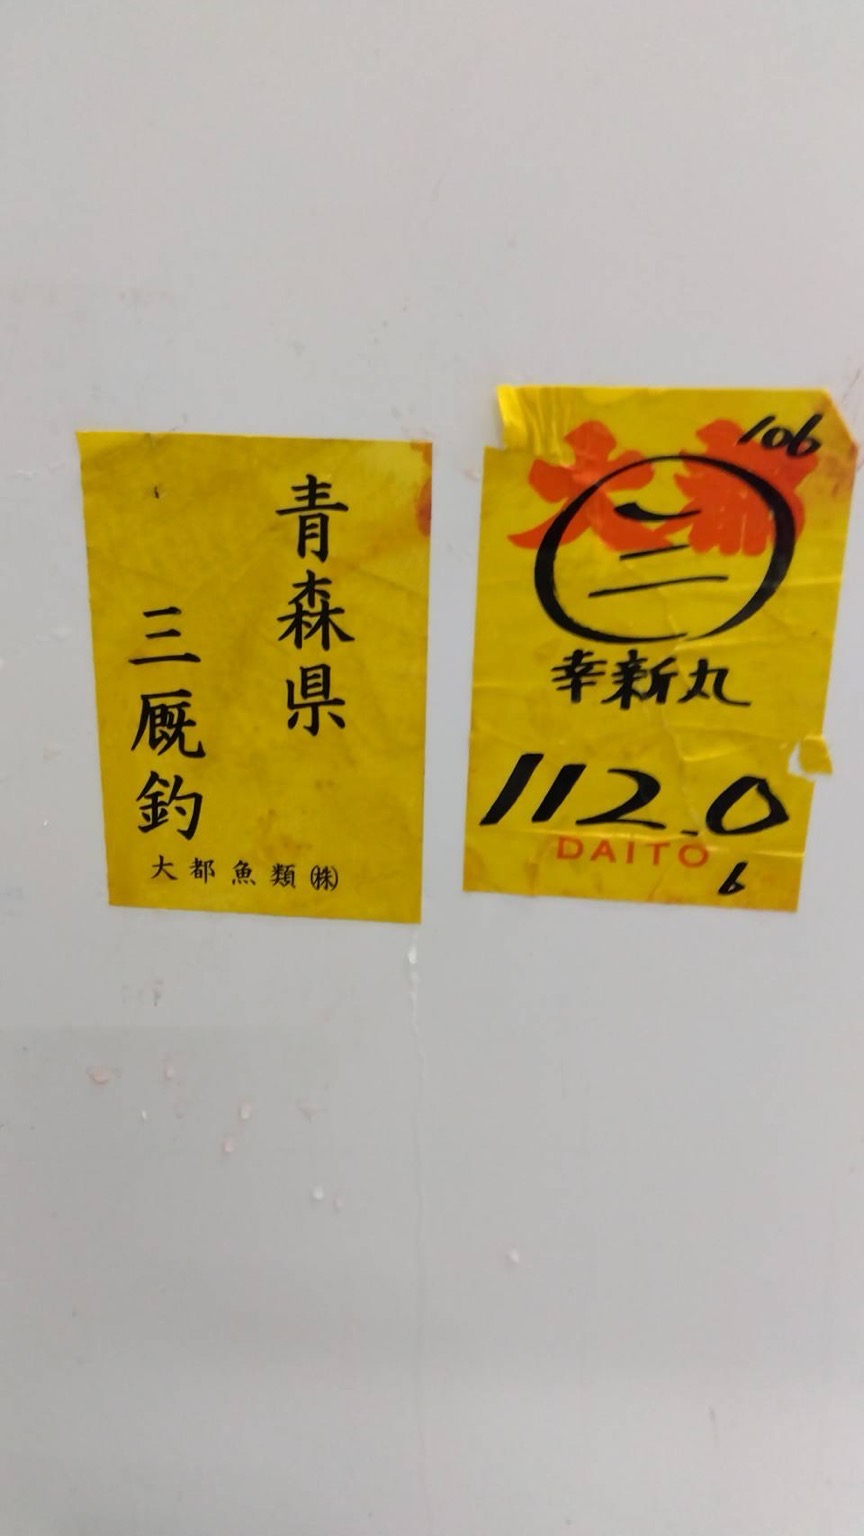 青森県
三厩釣
大都魚類㈱
106
大都
三
幸新丸
112.0
DAITO
6